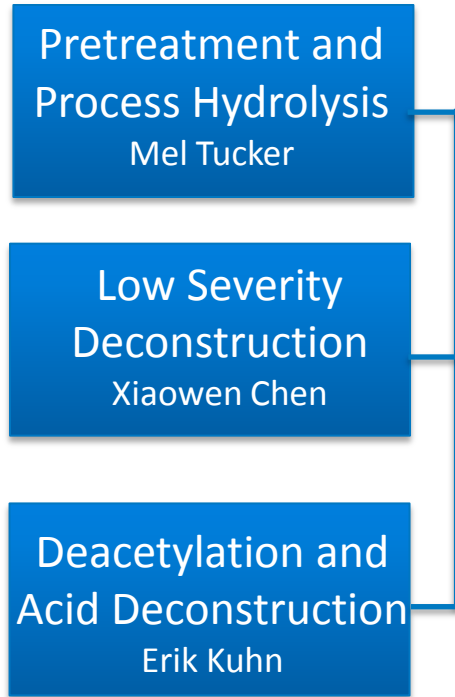 Pretreatment and
Process Hydrolysis
Mel Tucker
Low Severity
Deconstruction
Xiaowen Chen
Deacetylation and
Acid Deconstruction
Erik Kuhn